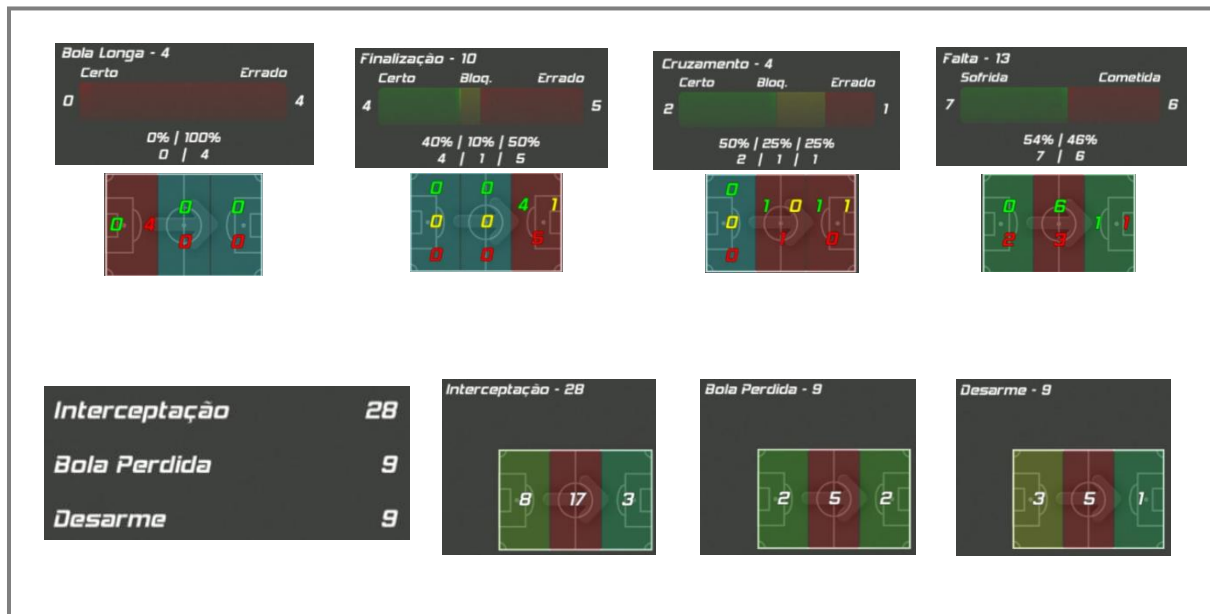 Bola Longa - 4
Certo Errado
0 4
0% | 100%
0 | 4
0 4 0 0
0 0
Finalização - 10
Certo Bloq. Errado
4 5
40% | 10% | 50%
4 | 1 | 5
0 0
4 1
0 0
5
0 0
Cruzamento - 4
Certo Bloq. Errado
2 1
50% | 25% | 25%
2 | 1 | 1
0
1 0 1 1
0
1 0
0
Falta - 13
Sofrida Cometida
7 6
54% | 46%
7 | 6
0 6
1 1
2 3
Interceptação 28
Bola Perdida 9
Desarme 9
Interceptação - 28
8 17 3
Bola Perdida - 9
2 5 2
Desarme - 9
3 5 1